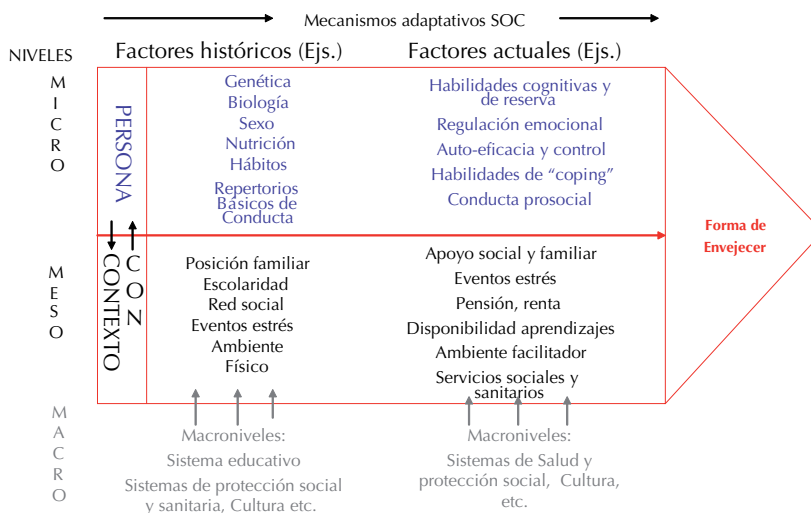 Mecanismos adaptativos SOC
NIVELES
Factores históricos (Ejs.)
Factores actuales (Ejs.)
MICRO
PERSONA
Genética
Biología
Sexo
Nutrición
Hábitos
Repertorios
Básicos de
Conducta
Habilidades cognitivas y
de reserva
Regulación emocional
Auto-eficacia y control
Habilidades de “coping”
Conducta prosocial
Forma de
Envejecer
MESO
CONTEXTO
CON
Posición familiar
Escolaridad
Red social
Eventos estrés
Ambiente
Físico
Apoyo social y familiar
Eventos estrés
Pensión, renta
Disponibilidad aprendizajes
Ambiente facilitador
Servicios sociales y
sanitarios
MACRO
Macroniveles:
Sistema educativo
Sistemas de protección social
y sanitaria, Cultura etc.
Macroniveles:
Sistemas de Salud y
protección social, Cultura,
etc.